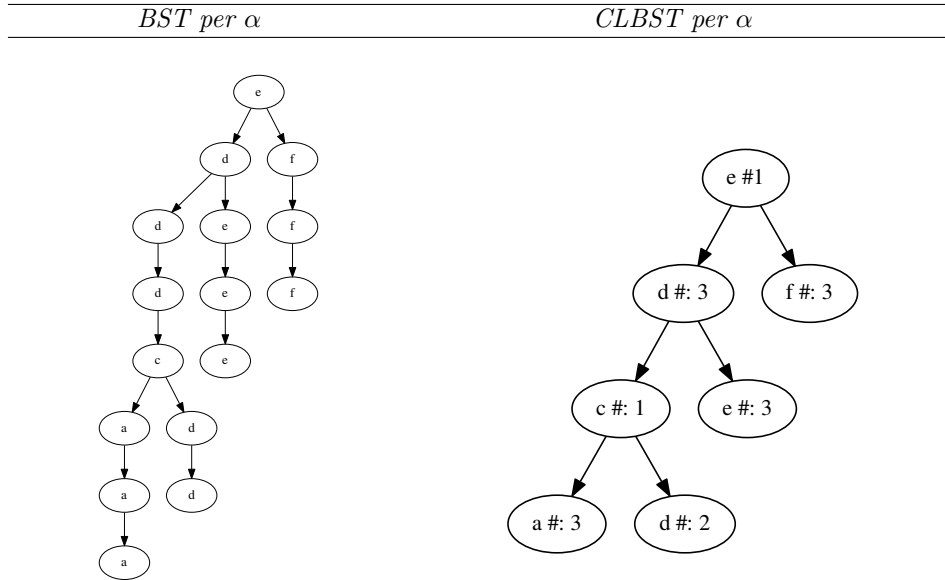 BST per α
CLBST per α
e
d f
d e f
d e f
c e
a d
a d
a
e #1
d #: 3 f #: 3
c #: 1 e #: 3
a #: 3 d #: 2